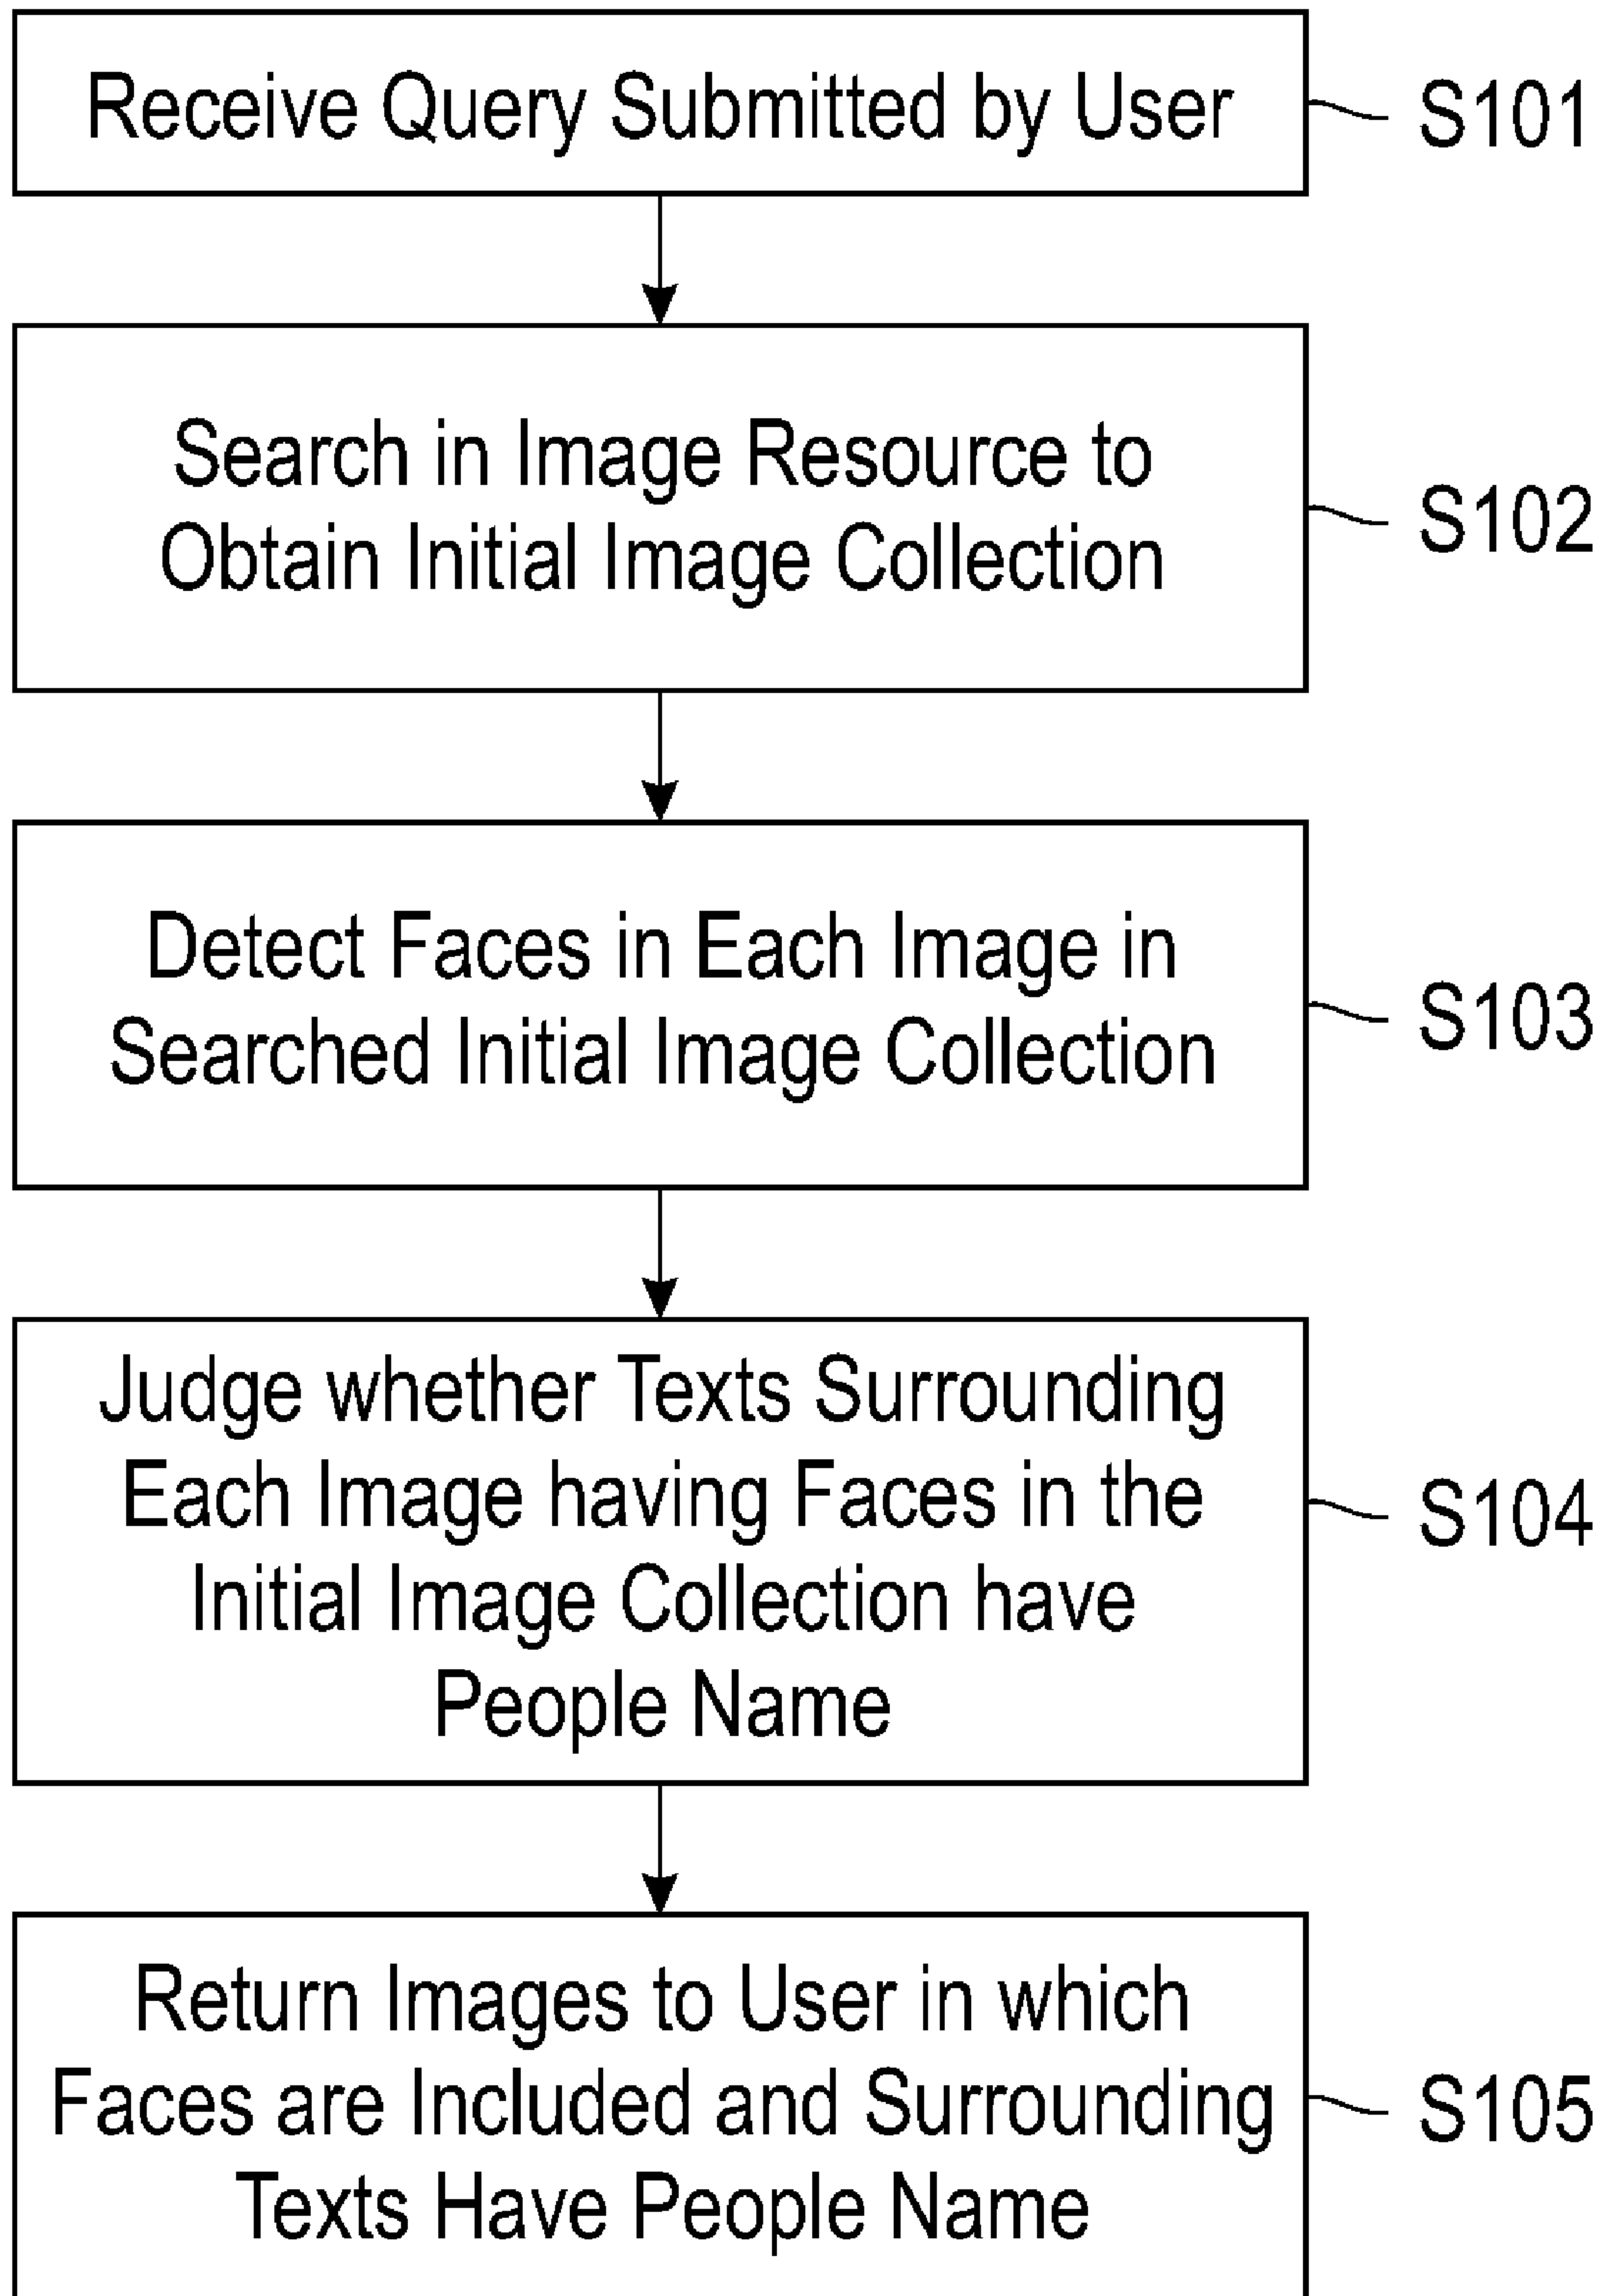 Receive Query Submitted by User
S101
Search in Image Resource to
Obtain Initial Image Collection
S102
Detect Faces in Each Image in
Searched Initial Image Collection
S103
Judge whether Texts Surrounding
Each Image having Faces in the
Initial Image Collection have
People Name
S104
Return Images to User in which
Faces are Included and Surrounding
Texts Have People Name
S105